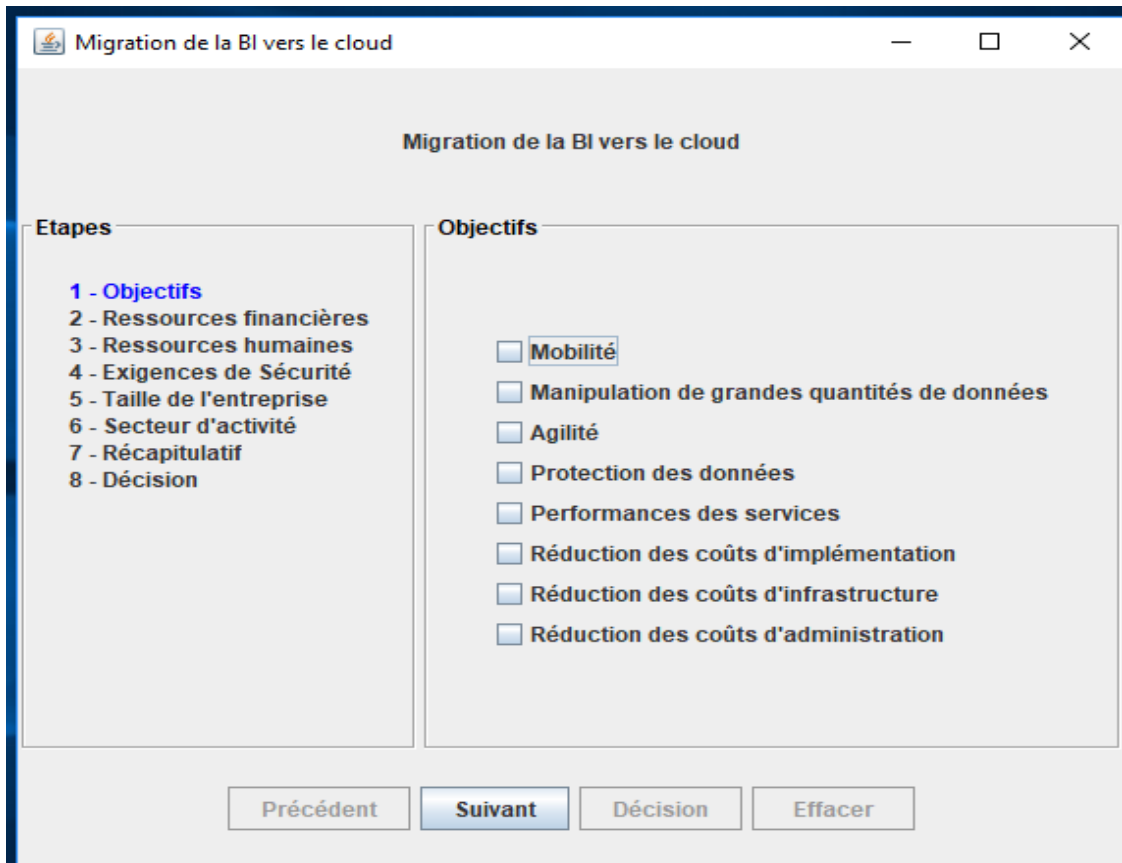 Migration de la BI vers le cloud
Migration de la BI vers le cloud
Etapes
1 - Objectifs
2 - Ressources financières
3 - Ressources humaines
4 - Exigences de Sécurité
5 - Taille de l'entreprise
6 - Secteur d'activité
7 - Récapitulatif
8 - Décision
Objectifs
Mobilité
Manipulation de grandes quantités de données
Agilité
Protection des données
Performances des services
Réduction des coûts d'implémentation
Réduction des coûts d'infrastructure
Réduction des coûts d'administration
Précédent Suivant Décision Effacer